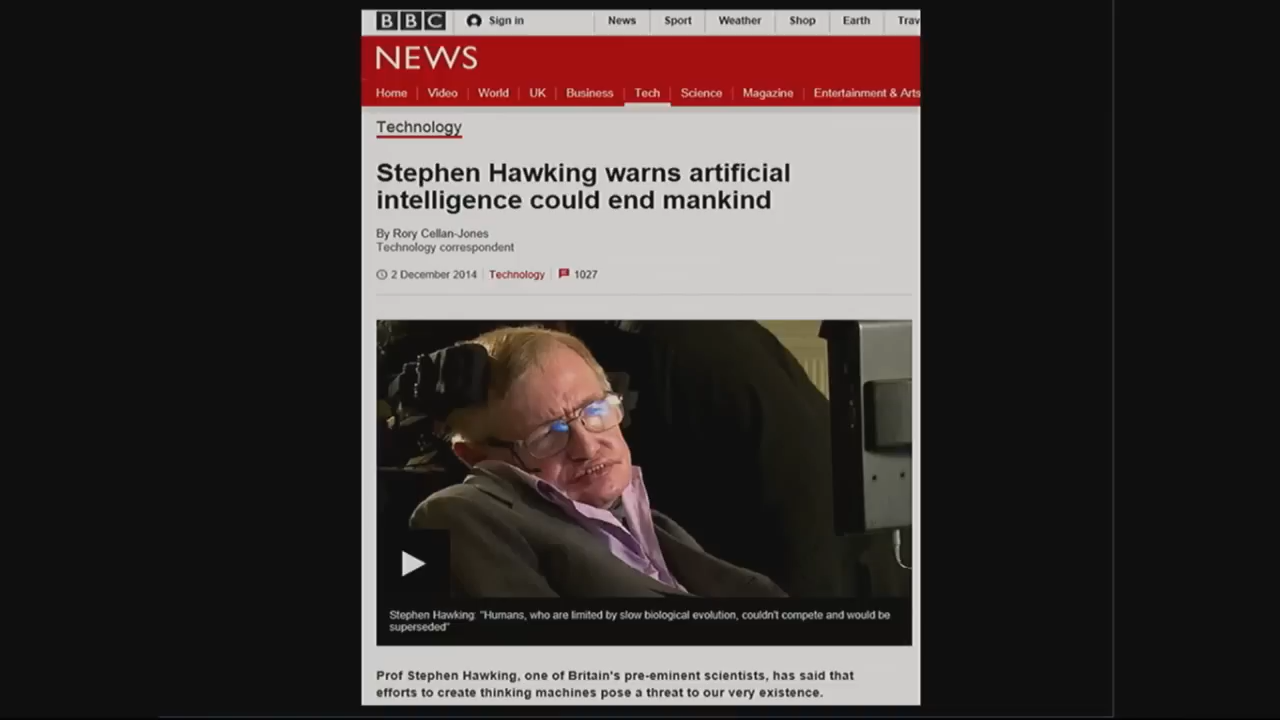 BBC Sign in News Sport Weather Shop Earth
NEWS
Home Video World UK Business Tech Science Magazine Entertainment & Arts
Technology
Stephen Hawking warns artificial
intelligence could end mankind
By Rory Cellan-Jones
Technology correspondent
2 December 2014 Technology 1027
Stephen Hawking: "Humans, who are limited by slow biological evolution, couldn't compete and would be
superseded"
Prof Stephen Hawking, one of Britain's pre-eminent scientists, has said that
efforts to create thinking machines pose a threat to our very existence.